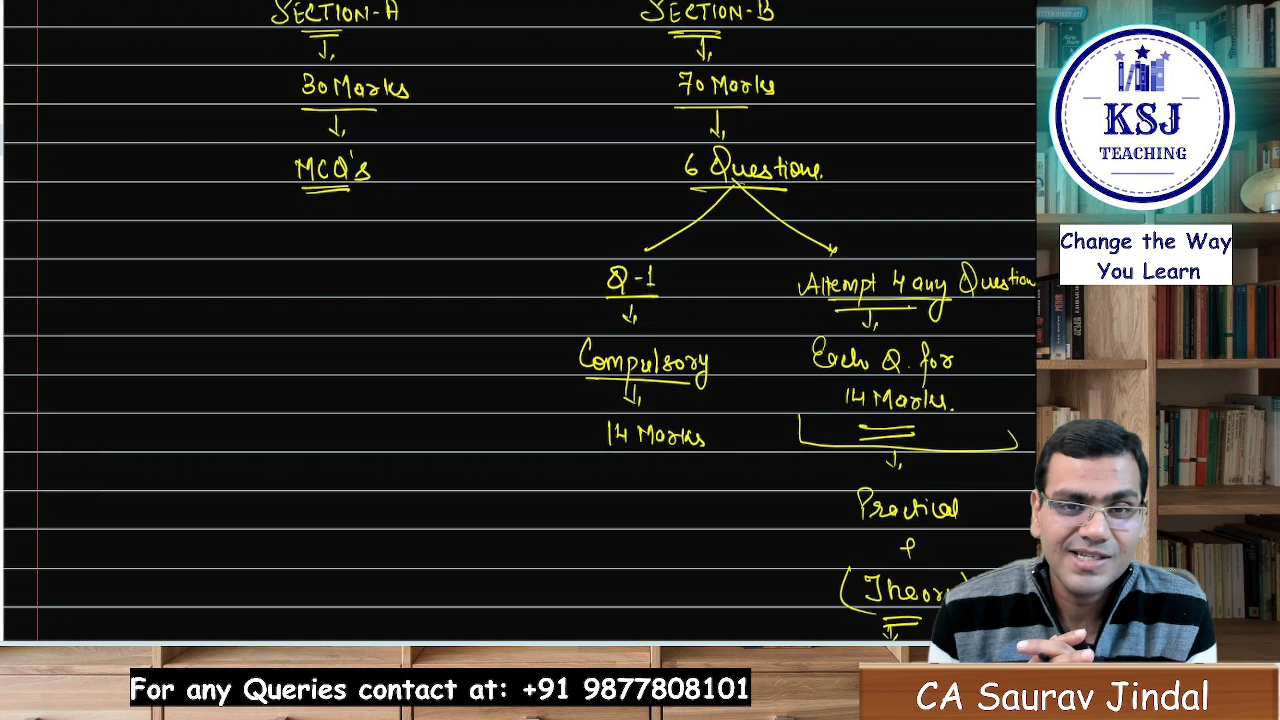 SECTION-A
SECTION-B
30 Marks
70 Marks
MCQ's
6 Questions.
Q-1
Attempt 4 any Question
Compulsory
Each Q. for
14 Marks.
14 Marks
Practical
+
(Theory)
KSJ
TEACHING
Change the Way
You Learn
For any Queries contact at: +91 9877808101
CA Saurav Jindal